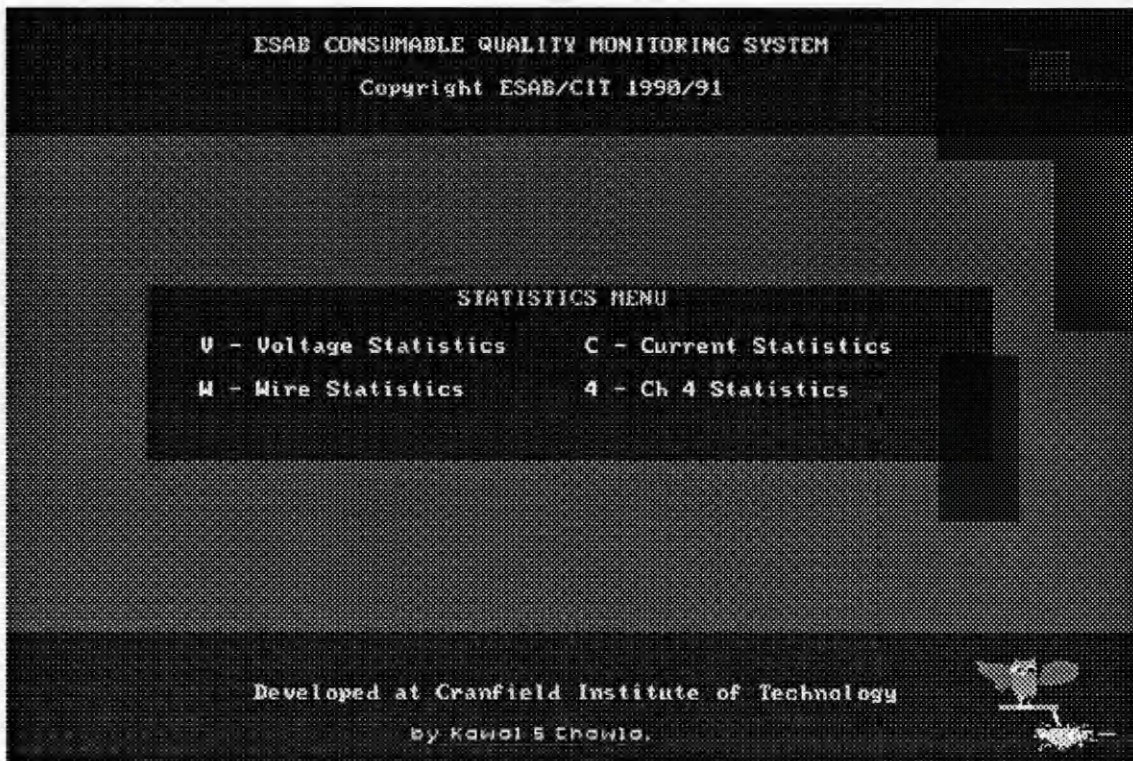 ESAB CONSUMABLE QUALITY MONITORING SYSTEM
Copyright ESAB/CIT 1990/91
STATISTICS MENU
V - Voltage Statistics C - Current Statistics
W - Wire Statistics 4 - Ch 4 Statistics
Developed at Cranfield Institute of Technology
by Kawal S Chawla.